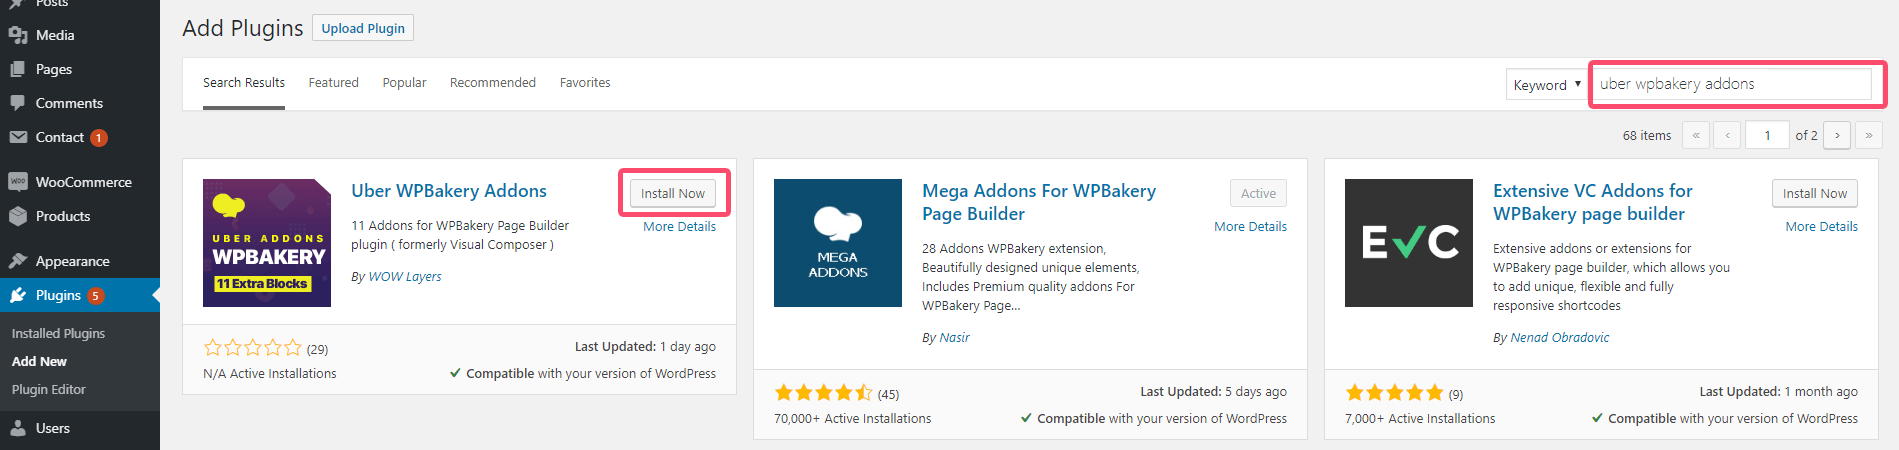 Posts
Media
Pages
Comments
Contact 1
WooCommerce
Products
Appearance
Plugins 5
Installed Plugins
Add New
Plugin Editor
Users
Add Plugins Upload Plugin
Search Results Featured Popular Recommended Favorites Keyword uber wpbakery addons
68 items « ‹ 1 of 2 › »
UBER ADDONS
WPBAKERY
11 Extra Blocks
Uber WPBakery Addons
Install Now
More Details
11 Addons for WPBakery Page Builder
plugin ( formerly Visual Composer )
By WOW Layers
(29)
Last Updated: 1 day ago
N/A Active Installations
Compatible with your version of WordPress
MEGA
ADDONS
Mega Addons For WPBakery
Page Builder
Active
More Details
28 Addons WPBakery extension,
Beautifully designed unique elements,
Includes Premium quality addons For
WPBakery Page...
By Nasir
(45)
Last Updated: 5 days ago
70,000+ Active Installations
Compatible with your version of WordPress
EVC
Extensive VC Addons for
WPBakery page builder
Install Now
More Details
Extensive addons or extensions for
WPBakery page builder, which allows you
to add unique, flexible and fully
responsive shortcodes
By Nenad Obradovic
(9)
Last Updated: 1 month ago
7,000+ Active Installations
Compatible with your version of WordPress